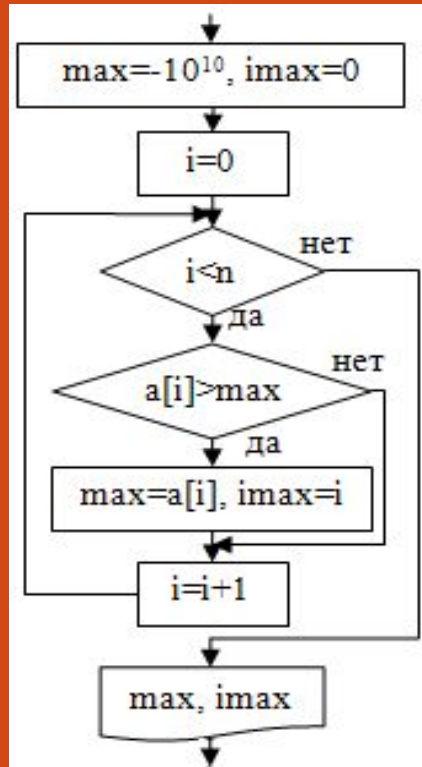 max=-10¹⁰, imax=0
i=0
нет
i<n
да
нет
a[i]>max
да
max=a[i], imax=i
i=i+1
max, imax